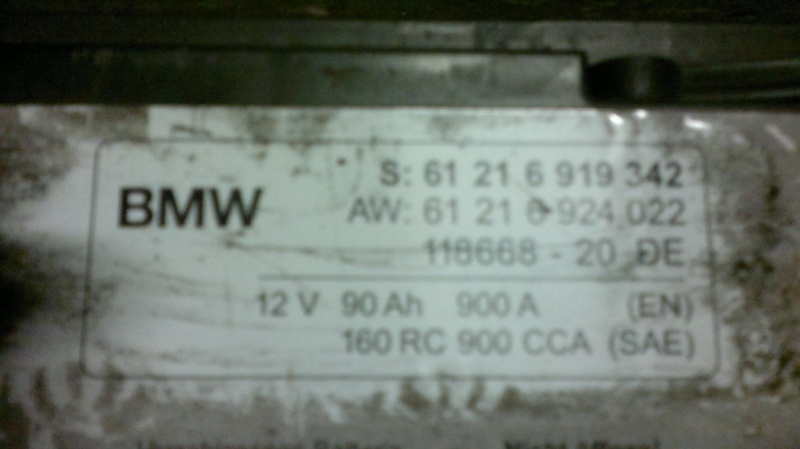 BMW
S: 61 21 6 919 342
AW: 61 21 6 924 022
118668 - 20 DE
12 V 90 Ah 900 A (EN)
160 RC 900 CCA (SAE)